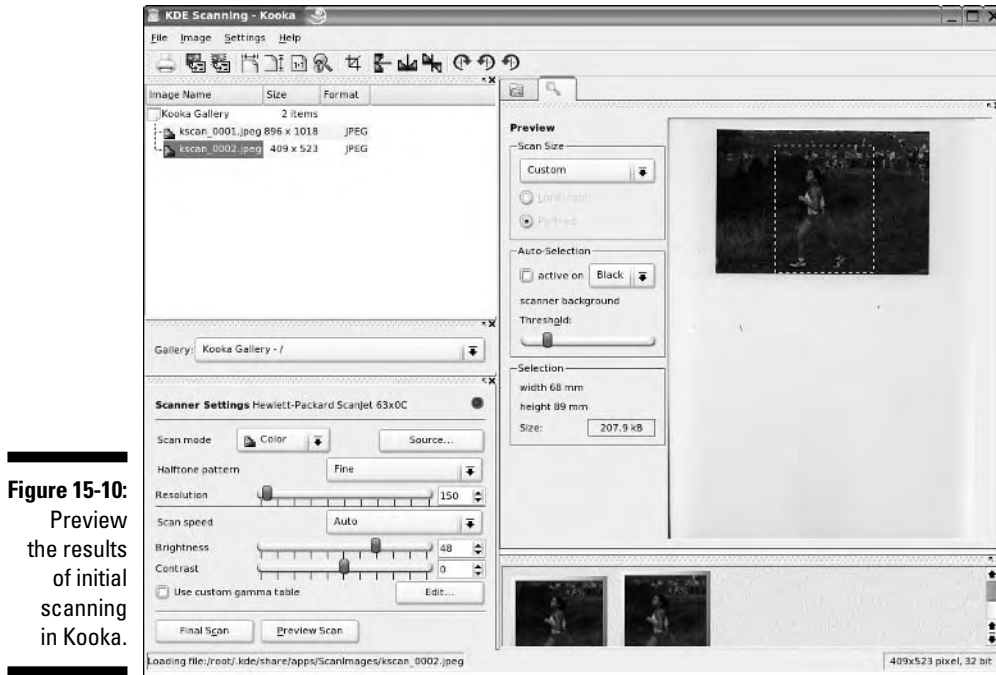 KDE Scanning - Kooka
File Image Settings Help
Image Name Size Format
Kooka Gallery 2 items
kscan_0001.jpeg 896 x 1018 JPEG
kscan_0002.jpeg 409 x 523 JPEG
Gallery: Kooka Gallery - /
Scanner Settings Hewlett-Packard ScanJet 63x0C
Scan mode Color Source...
Halftone pattern Fine
Resolution 150
Scan speed Auto
Brightness 48
Contrast 0
Use custom gamma table Edit...
Final Scan Preview Scan
Loading file:/root/.kde/share/apps/ScanImages/kscan_0002.jpeg
Preview
Scan Size
Custom
Landscape
Portrait
Auto-Selection
active on Black
scanner background
Threshold:
Selection
width 68 mm
height 89 mm
Size: 207.9 kB
409x523 pixel, 32 bit
Figure 15-10:
Preview
the results
of initial
scanning
in Kooka.